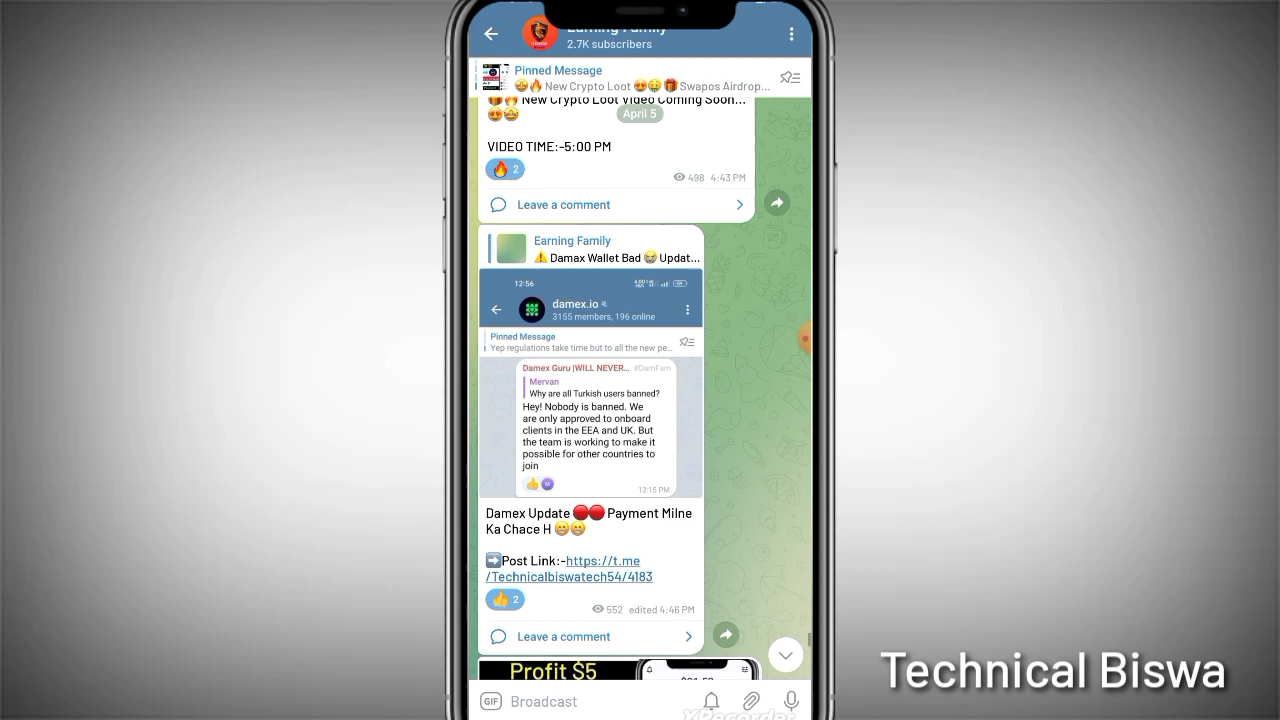 Earning Family
2.7K subscribers
Pinned Message
🤩🔥 New Crypto Loot 😍🤑🎁 Swapos Airdrop...
🎁🔥 New Crypto Loot Video Coming Soon...
😍🤩
April 5
VIDEO TIME:-5:00 PM
🔥 2
498 4:43 PM
Leave a comment
Earning Family
⚠️ Damax Wallet Bad 😭 Updat...
12:56
damex.io
3155 members, 196 online
Pinned Message
Yep regulations take time but to all the new pe...
Damex Guru |WILL NEVER... #DamFam
Mervan
Why are all Turkish users banned?
Hey! Nobody is banned. We
are only approved to onboard
clients in the EEA and UK. But
the team is working to make it
possible for other countries to
join
M
12:15 PM
Damex Update 🔴🔴 Payment Milne
Ka Chace H 😁😁
➡️Post Link:-https://t.me
/Technicalbiswatech54/4183
👍 2
552 edited 4:46 PM
Leave a comment
Profit $5
GIF Broadcast
XRecorder
Technical Biswa